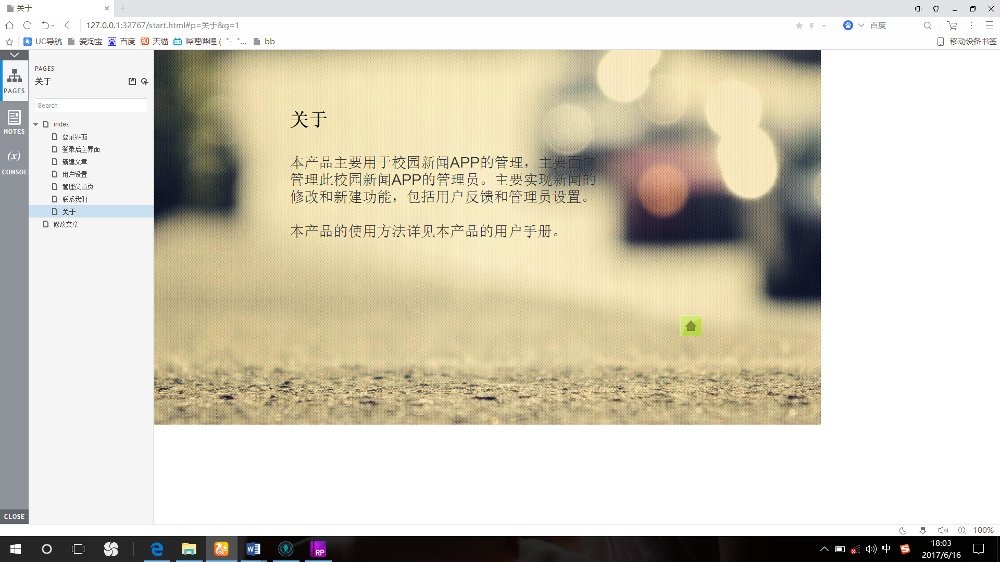 关于
127.0.0.1:32767/start.html#p=关于&g=1
百度
UC导航
爱淘宝
百度
天猫
哔哩哔哩 ( ゜- ゜...
bb
移动设备书签
PAGES
关于
PAGES
Search
NOTES
(x)
CONSOL
index
登录界面
登录后主界面
新建文章
用户设置
管理员首页
联系我们
关于
修改文章
关于
本产品主要用于校园新闻APP的管理，主要面向
管理此校园新闻APP的管理员。主要实现新闻的
修改和新建功能，包括用户反馈和管理员设置。
本产品的使用方法详见本产品的用户手册。
CLOSE
100%
RP
中
18:03
2017/6/16